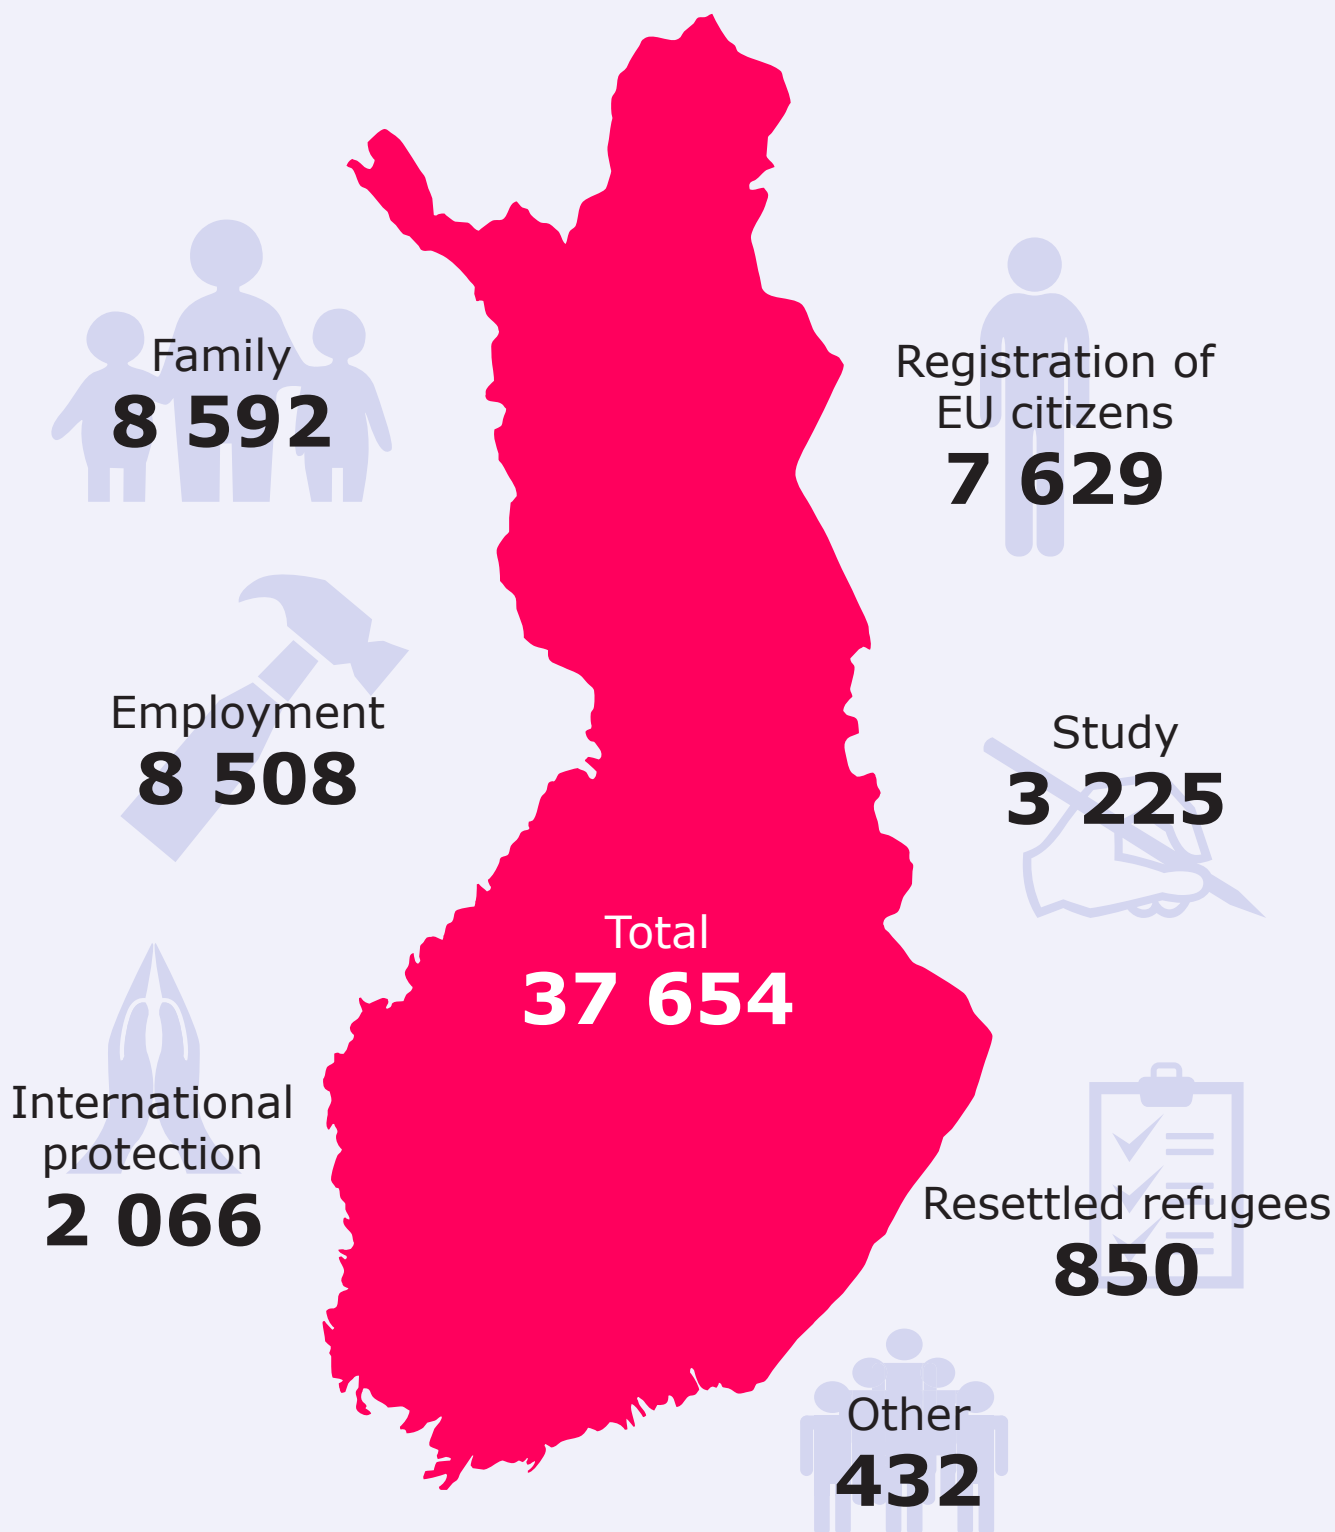 Family
8 592
Registration of
EU citizens
7 629
Employment
8 508
Study
3 225
Total
37 654
International
protection
2 066
Resettled refugees
850
Other
432